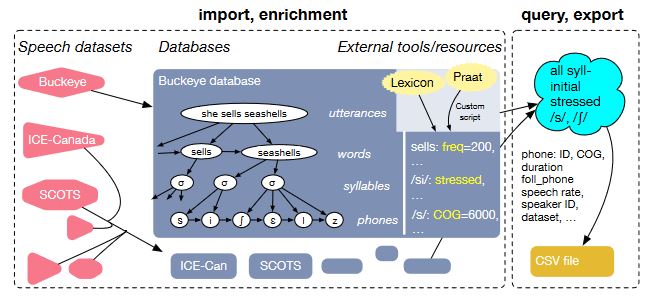 import, enrichment
query, export
Speech datasets
Databases
External tools/resources
Buckeye
ICE-Canada
SCOTS
Buckeye database
she sells seashells
sells
seashells
σ
σ
σ
s
i
ʃ
ɛ
l
z
utterances
words
syllables
phones
Lexicon
Praat
Custom
script
sells: freq=200,
...
/si/: stressed,
...
/s/: COG=6000,
...
ICE-Can
SCOTS
all syll-
initial
stressed
/s/, /ʃ/
phone: ID, COG,
duration
foll_phone
speech rate,
speaker ID,
dataset, ...
CSV file